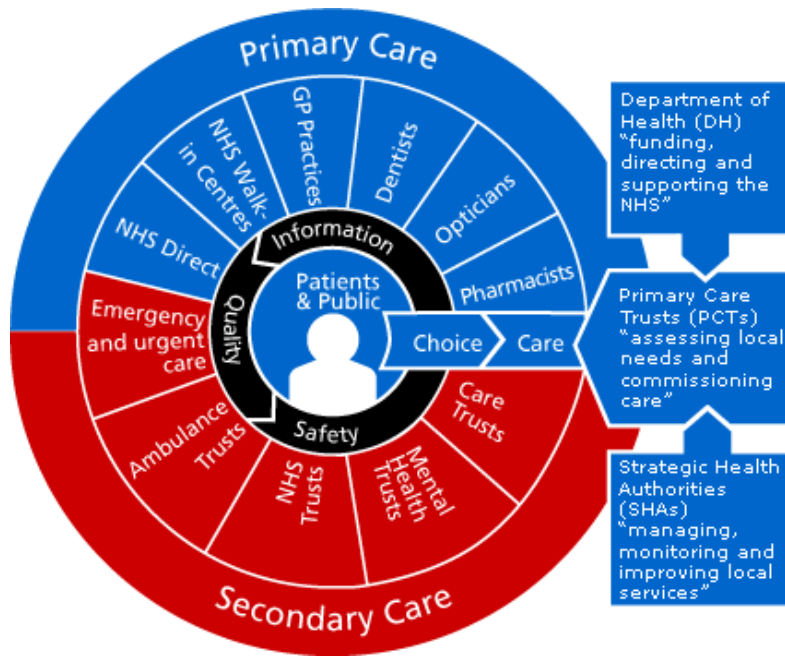 Primary Care
NHS Direct
NHS Walk-
in Centres
GP Practices
Dentists
Opticians
Pharmacists
Information
Quality
Safety
Patients
& Public
Choice
Care
Emergency
and urgent
care
Ambulance
Trusts
NHS
Trusts
Mental
Health
Trusts
Care
Trusts
Secondary Care
Department of
Health (DH)
“funding,
directing and
supporting the
NHS”
Primary Care
Trusts (PCTs)
“assessing local
needs and
commissioning
care”
Strategic Health
Authorities
(SHAs)
“managing,
monitoring and
improving local
services”